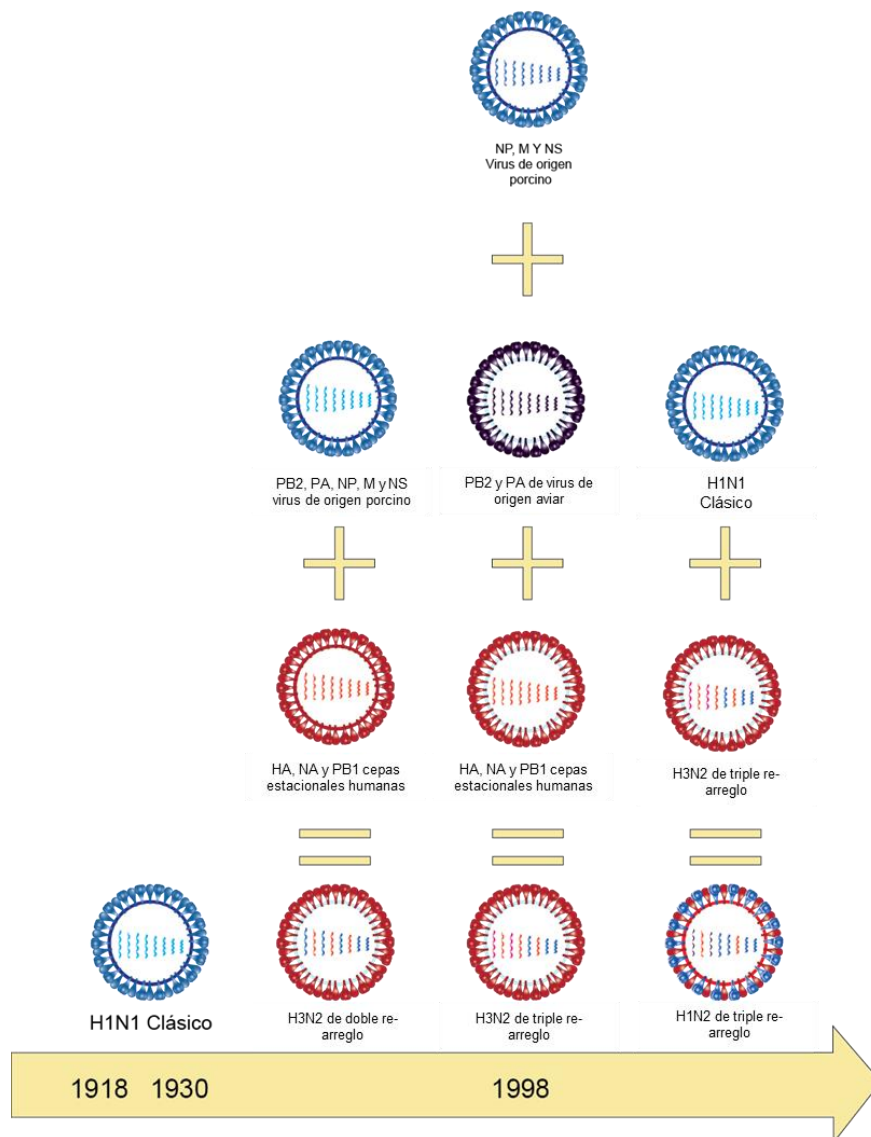 NP, M Y NS
Virus de origen
porcino
PB2, PA, NP, M y NS
virus de origen porcino
PB2 y PA de virus de
origen aviar
H1N1
Clásico
HA, NA y PB1 cepas
estacionales humanas
HA, NA y PB1 cepas
estacionales humanas
H3N2 de triple re-
arreglo
H1N1 Clásico
H3N2 de doble re-
arreglo
H3N2 de triple re-
arreglo
H1N2 de triple re-
arreglo
1918 1930 1998